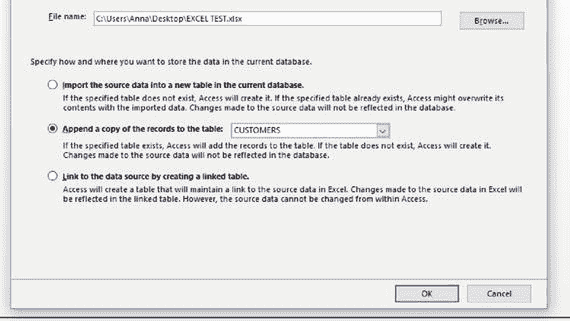 File name: C:\Users\Anna\Desktop\EXCEL TEST.xlsx Browse...
Specify how and where you want to store the data in the current database.
Import the source data into a new table in the current database.
If the specified table does not exist, Access will create it. If the specified table already exists, Access might overwrite its
contents with the imported data. Changes made to the source data will not be reflected in the database.
Append a copy of the records to the table: CUSTOMERS
If the specified table exists, Access will add the records to the table. If the table does not exist, Access will create it.
Changes made to the source data will not be reflected in the database.
Link to the data source by creating a linked table.
Access will create a table that will maintain a link to the source data in Excel. Changes made to the source data in Excel will
be reflected in the linked table. However, the source data cannot be changed from within Access.
OK Cancel